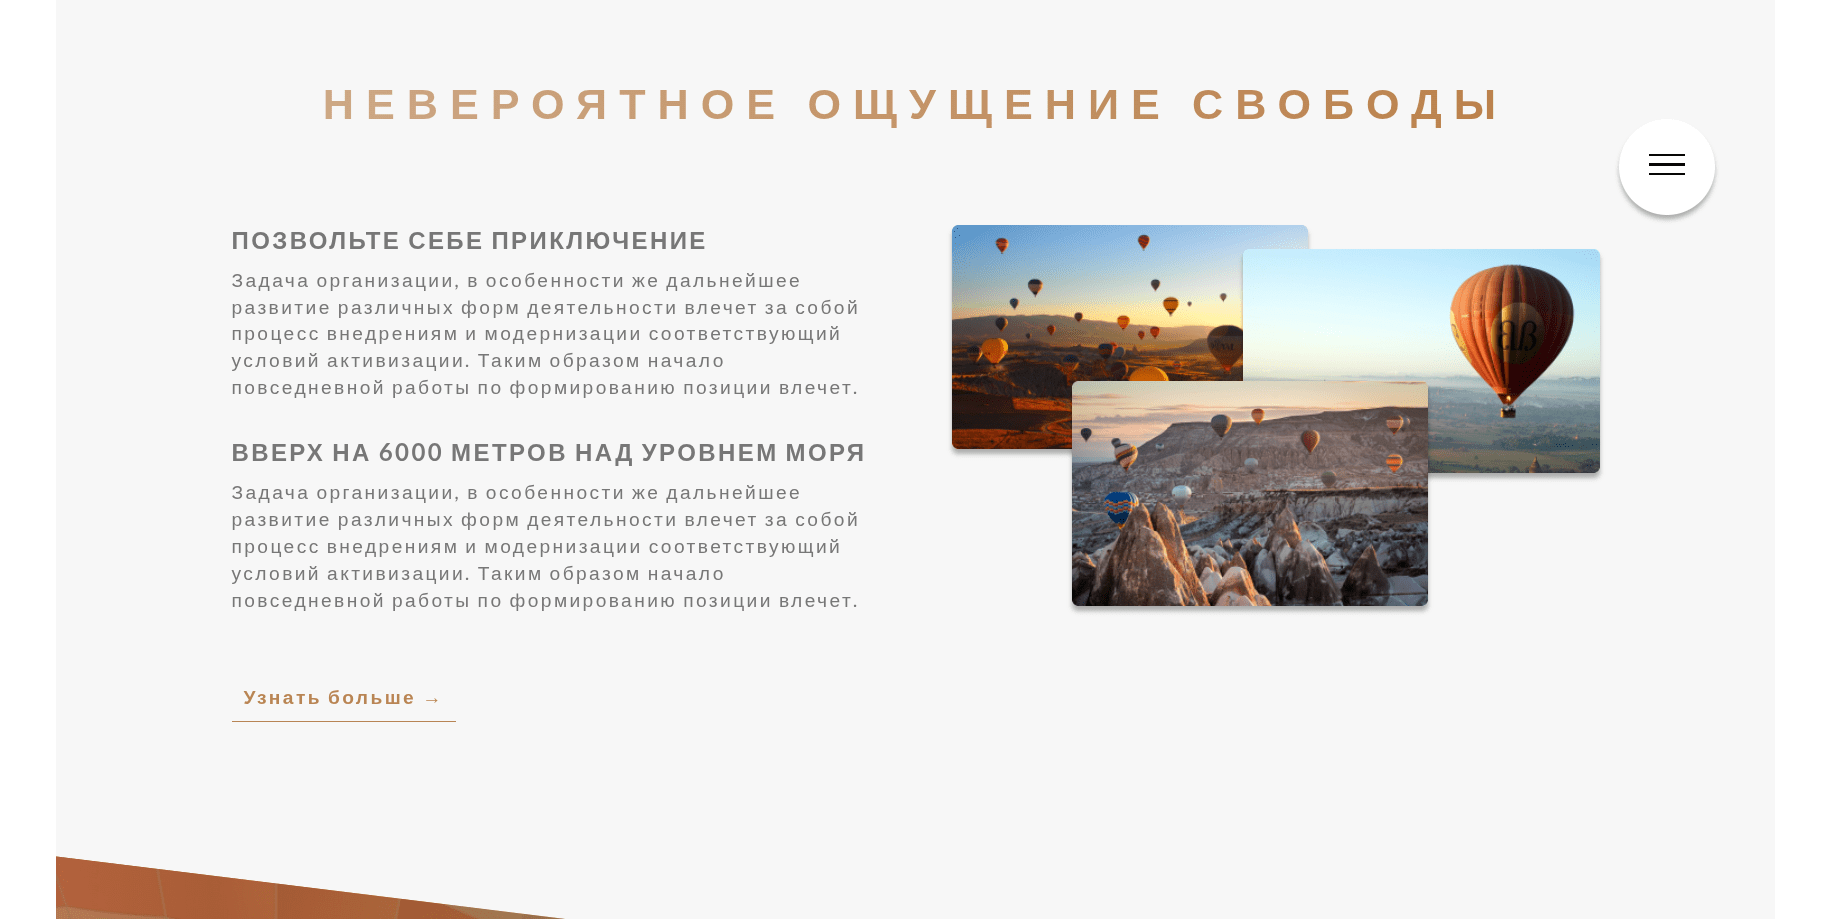 НЕВЕРОЯТНОЕ ОЩУЩЕНИЕ СВОБОДЫ
ПОЗВОЛЬТЕ СЕБЕ ПРИКЛЮЧЕНИЕ
Задача организации, в особенности же дальнейшее
развитие различных форм деятельности влечет за собой
процесс внедрениям и модернизации соответствующий
условий активизации. Таким образом начало
повседневной работы по формированию позиции влечет.
ВВЕРХ НА 6000 МЕТРОВ НАД УРОВНЕМ МОРЯ
Задача организации, в особенности же дальнейшее
развитие различных форм деятельности влечет за собой
процесс внедрениям и модернизации соответствующий
условий активизации. Таким образом начало
повседневной работы по формированию позиции влечет.
Узнать больше →